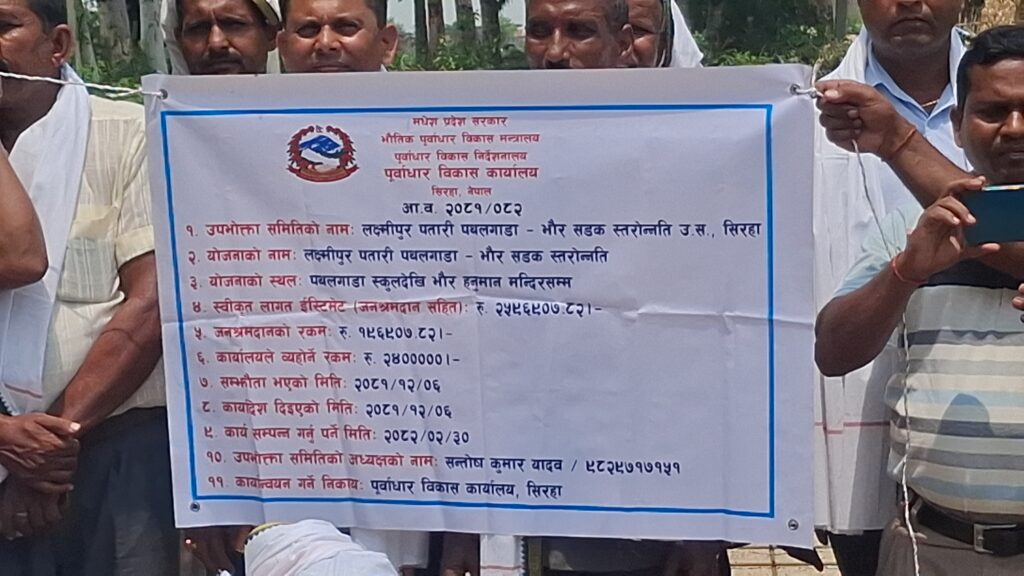 मधेश प्रदेश सरकार
भौतिक पूर्वाधार विकास मन्त्रालय
पूर्वाधार विकास निर्देशनालय
पूर्वाधार विकास कार्यालय
सिरहा, नेपाल
आ.व. २०८१/०८२
१. उपभोक्ता समितिको नामः लक्ष्मीपुर पतारी पथलगाडा - भौर सडक स्तरोन्नति उ.स., सिरहा
२. योजनाको नामः लक्ष्मीपुर पतारी पथलगाडा - भौर सडक स्तरोन्नति
३. योजनाको स्थलः पथलगाडा स्कुलदेखि भौर हनुमान मन्दिरसम्म
४. स्वीकृत लागत ईस्टिमेट (जनश्रमदान सहित)ः रु. २५९६९०७.८२।-
५. जनश्रमदानको रकमः रु. १९६९०७.८२।-
६. कार्यालयले व्यहोर्ने रकमः रु. २४०००००।-
७. सम्झौता भएको मितिः २०८१/१२/०६
८. कार्यादेश दिइएको मितिः २०८१/१२/०६
९. कार्य सम्पन्न गर्नु पर्ने मितिः २०८२/०२/३०
१०. उपभोक्ता समितिको अध्यक्षको नामः सन्तोष कुमार यादव / ९८२९७१७१५१
११. कार्यान्वयन गर्ने निकायः पूर्वाधार विकास कार्यालय, सिरहा